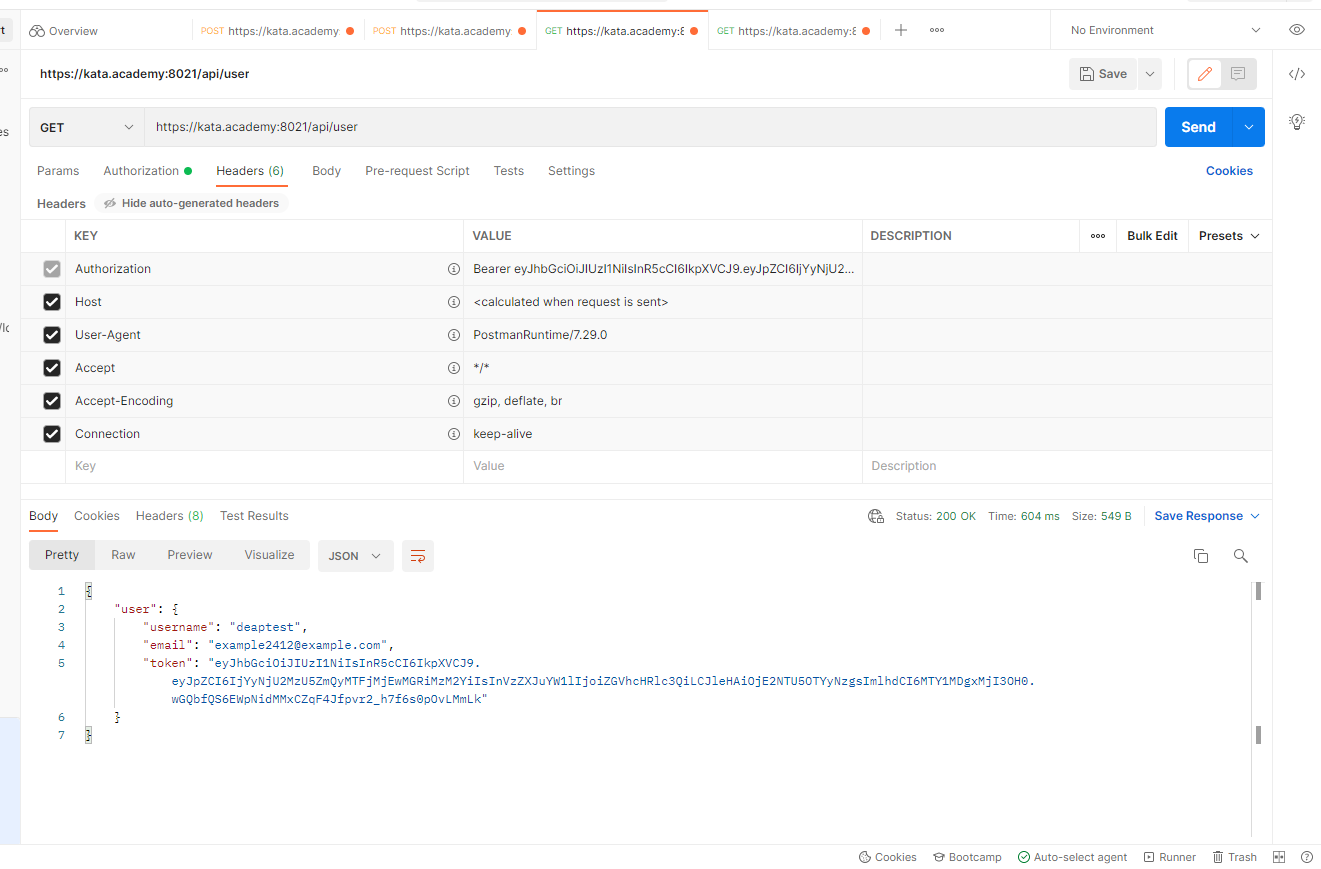 rt Overview POST https://kata.academy POST https://kata.academy. GET https://kata.academy:8 GET https://kata.academy:8 No Environment
https://kata.academy:8021/api/user Save
es GET https://kata.academy:8021/api/user Send
Params Authorization Headers (6) Body Pre-request Script Tests Settings Cookies
Headers Hide auto-generated headers
KEY VALUE DESCRIPTION Bulk Edit Presets
Authorization Bearer eyJhbGciOiJIUzI1NiIsInR5cCI6IkpXVCJ9.eyJpZCI6IjYyNjU2...
Host <calculated when request is sent>
User-Agent PostmanRuntime/7.29.0
Accept */*
Accept-Encoding gzip, deflate, br
Connection keep-alive
Key Value Description
Body Cookies Headers (8) Test Results Status: 200 OK Time: 604 ms Size: 549 B Save Response
Pretty Raw Preview Visualize JSON
1 {
2 "user": {
3 "username": "deaptest",
4 "email": "example2412@example.com",
5 "token": "eyJhbGciOiJIUzI1NiIsInR5cCI6IkpXVCJ9.
eyJpZCI6IjYyNjU2MzU5ZmQyMTFjMjEwMGRiMzM2YiIsInVzZXJuYW1lIjoiZGVhcHRlc3QiLCJleHAiOjE2NTU5OTYyNzgsImlhdCI6MTY1MDgxMjI3OH0.
wGQbfQS6EWpNidMMxCZqF4Jfpvr2_h7f6s0pOvLMmLk"
6 }
7 }
Cookies Bootcamp Auto-select agent Runner Trash